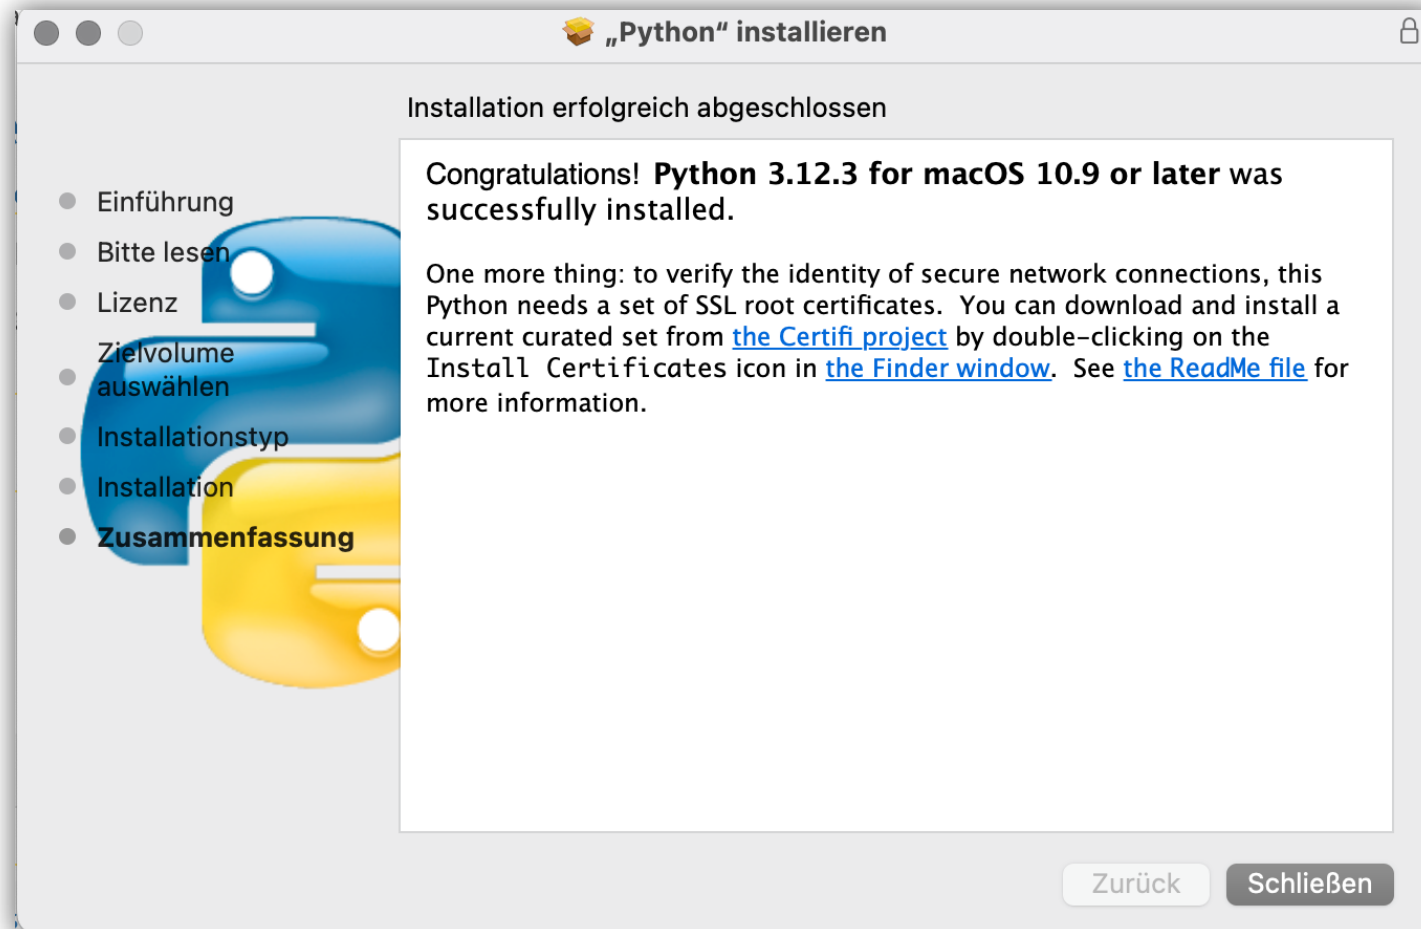 „Python“ installieren
Installation erfolgreich abgeschlossen
Einführung
Bitte lesen
Lizenz
Zielvolume
auswählen
Installationstyp
Installation
Zusammenfassung
Congratulations! Python 3.12.3 for macOS 10.9 or later was
successfully installed.
One more thing: to verify the identity of secure network connections, this
Python needs a set of SSL root certificates.  You can download and install a
current curated set from the Certifi project by double-clicking on the
Install Certificates icon in the Finder window.  See the ReadMe file for
more information.
Zurück
Schließen